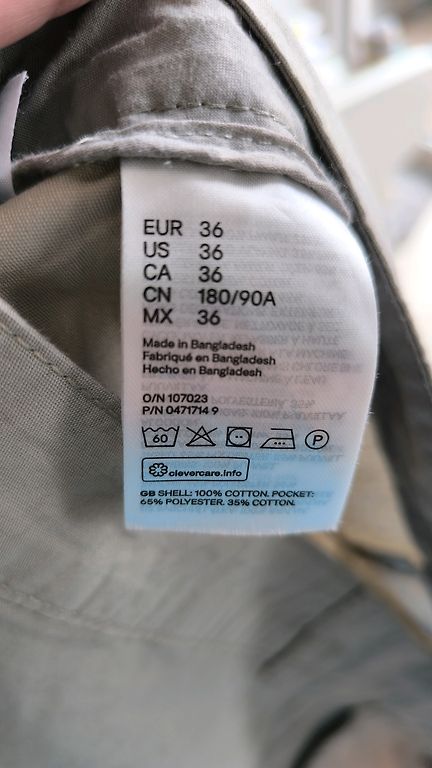 EUR 36
US 36
CA 36
CN 180/90A
MX 36
Made in Bangladesh
Fabriqué en Bangladesh
Hecho en Bangladesh
O/N 107023
P/N 0471714 9
60 P
clevercare.info
GB SHELL: 100% COTTON. POCKET:
65% POLYESTER. 35% COTTON.